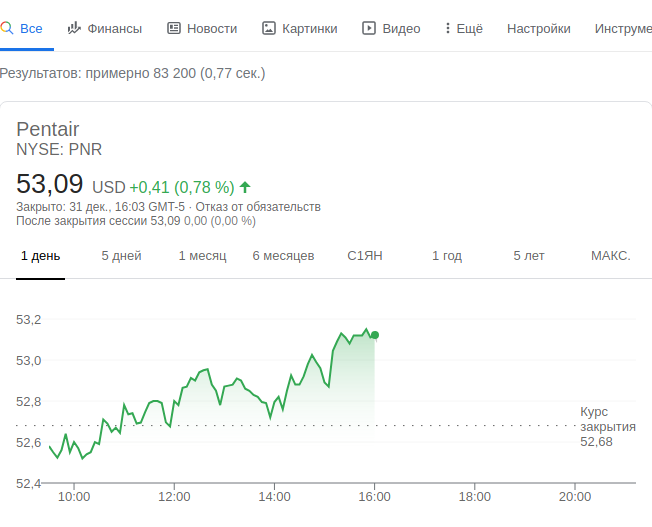 Все Финансы Новости Картинки Видео Ещё Настройки Инструме
Результатов: примерно 83 200 (0,77 сек.)
Pentair
NYSE: PNR
53,09 USD +0,41 (0,78 %)
Закрыто: 31 дек., 16:03 GMT-5 · Отказ от обязательств
После закрытия сессии 53,09 0,00 (0,00 %)
1 день 5 дней 1 месяц 6 месяцев С1ЯН 1 год 5 лет МАКС.
53,2
53,0
52,8
Курс
закрытия
52,6
52,68
52,4
10:00 12:00 14:00 16:00 18:00 20:00